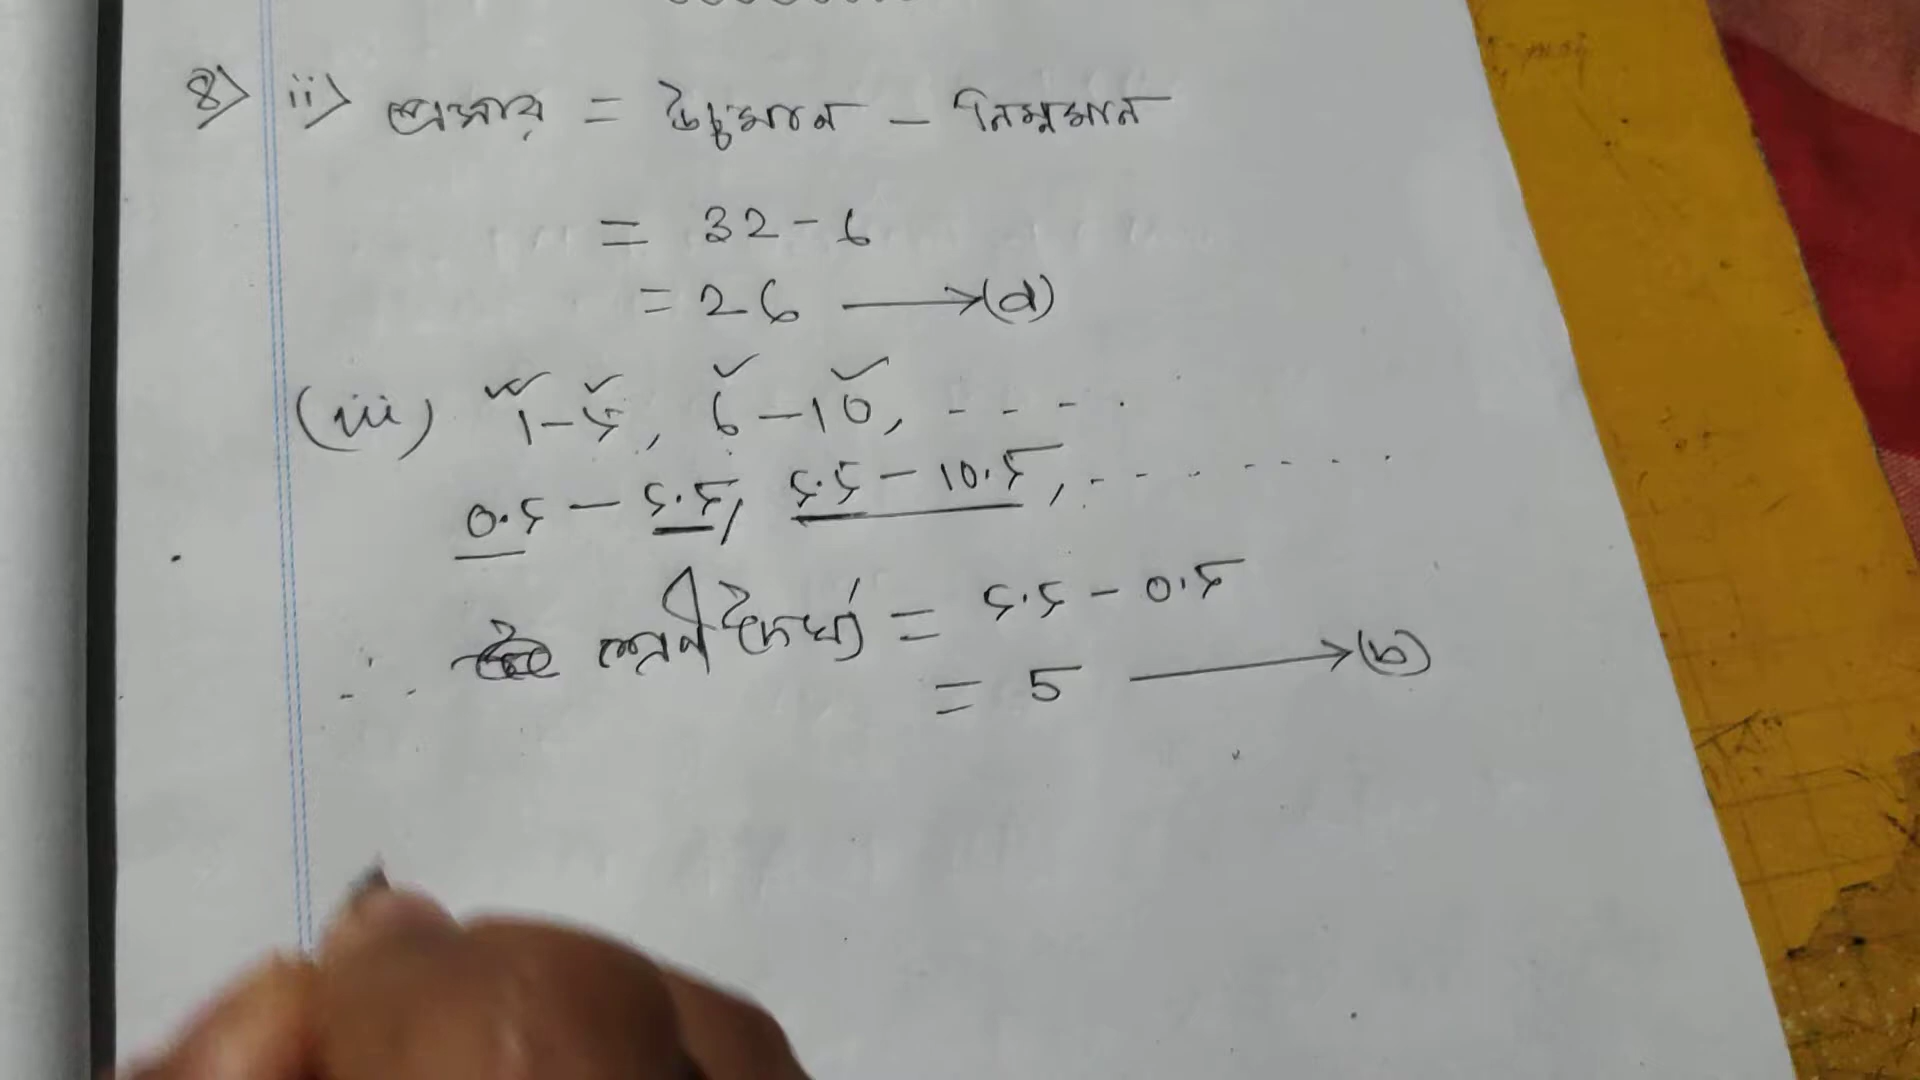 8> ii> প্রসার = উচ্চমান - নিম্নমান
= 32 - 6
= 26 ⟶ (d)
(iii) 1-5, 6-10, - - - .
0.5 - 5.5, 5.5 - 10.5, - - - - - - - -
∴ শ্রেণী দৈর্ঘ্য = 5.5 - 0.5
= 5 ⟶ (b)